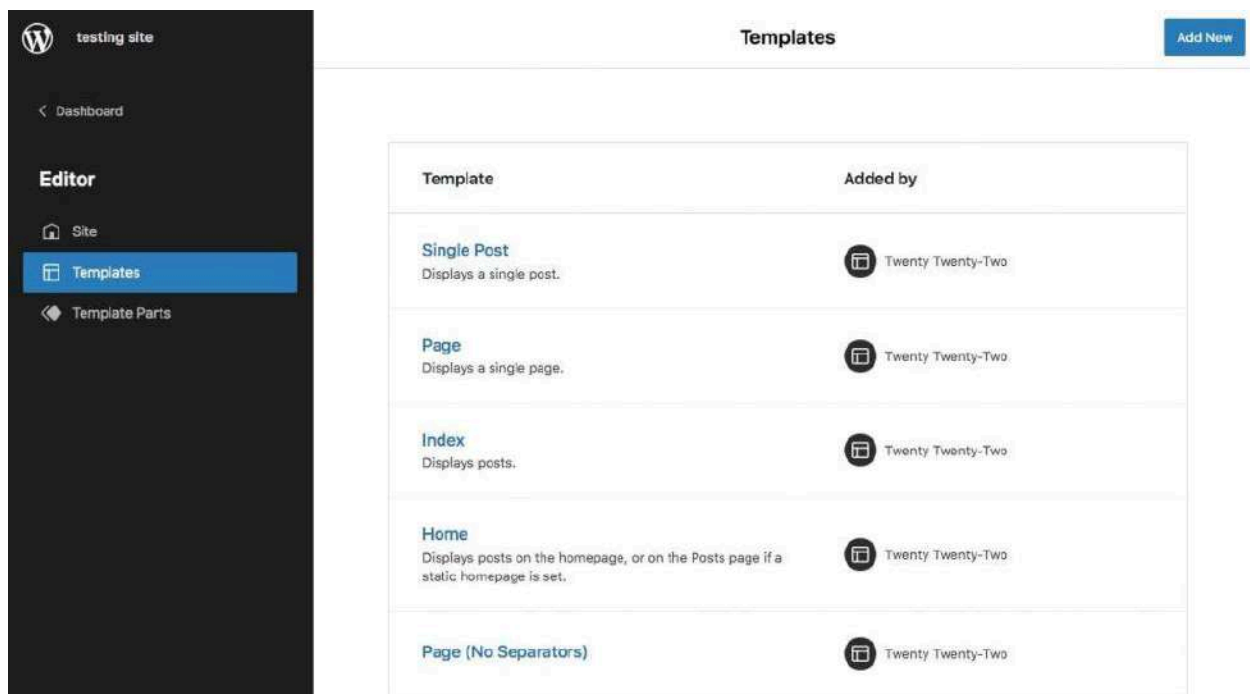 testing site
Templates
Add New
Dashboard
Editor
Site
Templates
Template Parts
Template
Added by
Single Post
Displays a single post.
Twenty Twenty-Two
Page
Displays a single page.
Twenty Twenty-Two
Index
Displays posts.
Twenty Twenty-Two
Home
Displays posts on the homepage, or on the Posts page if a
static homepage is set.
Twenty Twenty-Two
Page (No Separators)
Twenty Twenty-Two